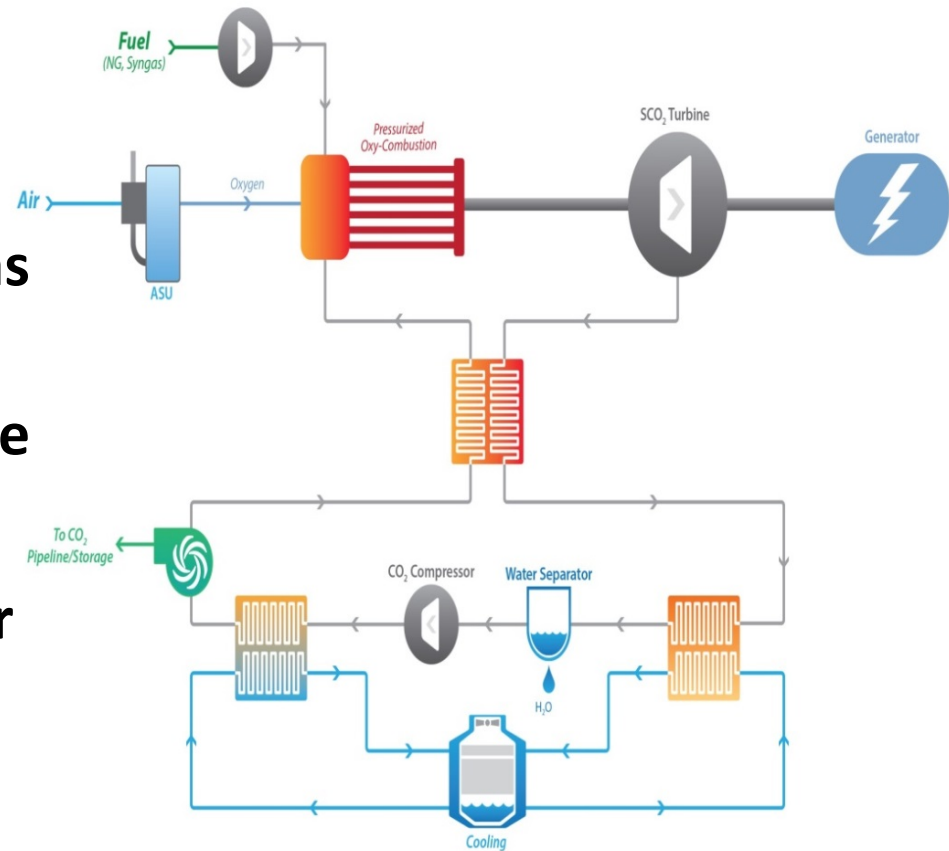 Fuel
(NG, Syngas)
SCO₂ Turbine
Pressurized
Oxy-Combustion
Generator
Air
Oxygen
ASU
To CO₂
Pipeline/Storage
CO₂ Compressor
Water Separator
H₂O
Cooling